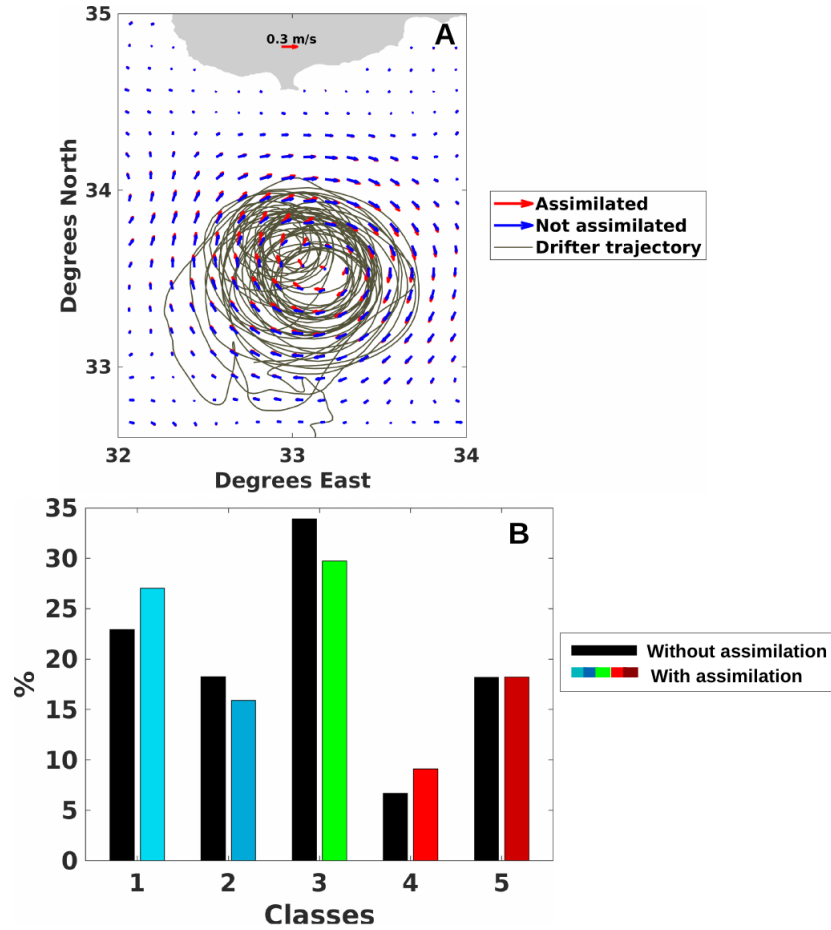 35
0.3 m/s
A
34
33
32
33
34
Degrees North
Degrees East
Assimilated
Not assimilated
Drifter trajectory
35
30
25
20
15
10
5
0
%
B
1
2
3
4
5
Classes
Without assimilation
With assimilation